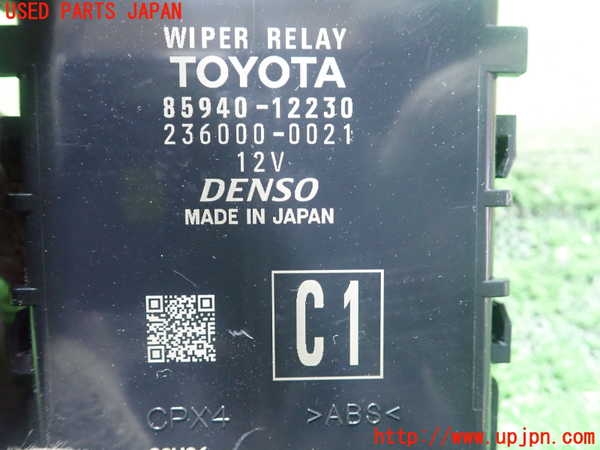 USED PARTS JAPAN
WIPER RELAY
TOYOTA
85940-12230
236000-0021
12V
DENSO
MADE IN JAPAN
C1
CPX4 >ABS<
http://www.upjpn.com/